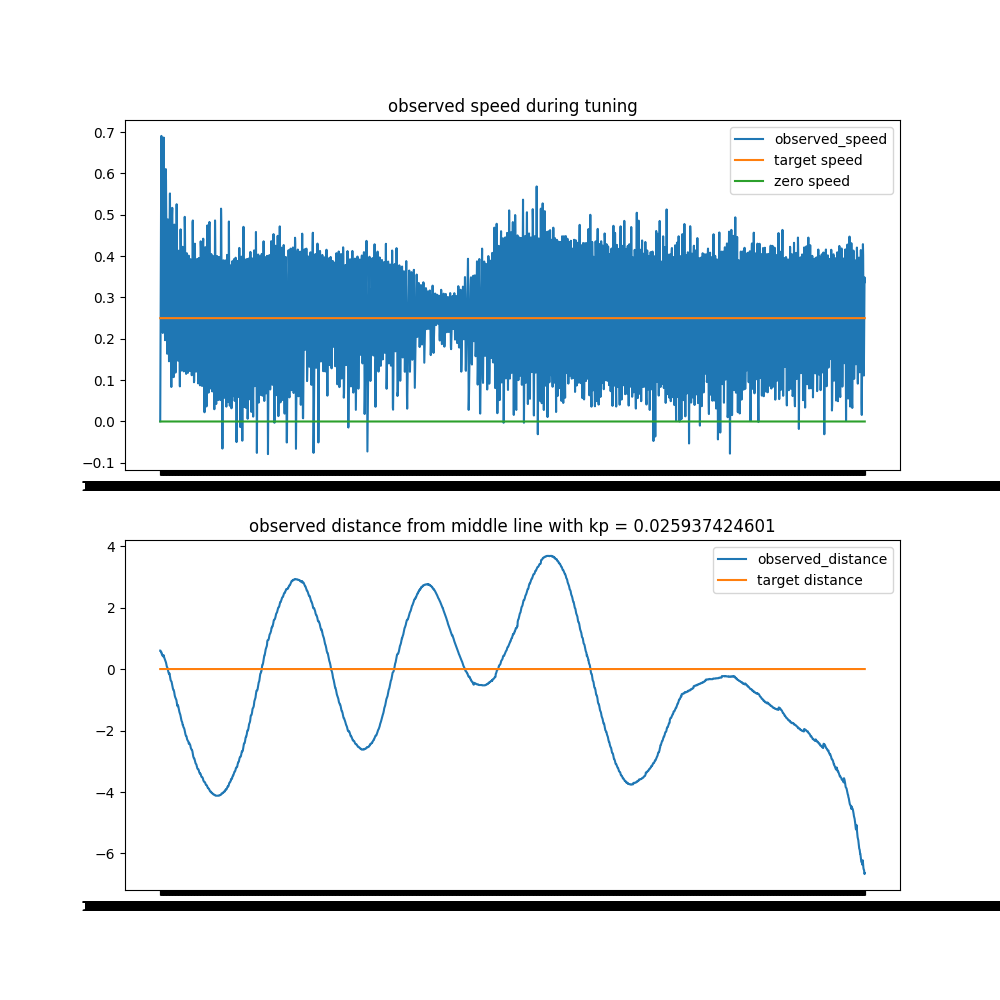 observed speed during tuning
observed_speed
target speed
zero speed
0.7
0.6
0.5
0.4
0.3
0.2
0.1
0.0
−0.1
observed distance from middle line with kp = 0.025937424601
observed_distance
target distance
4
2
0
−2
−4
−6